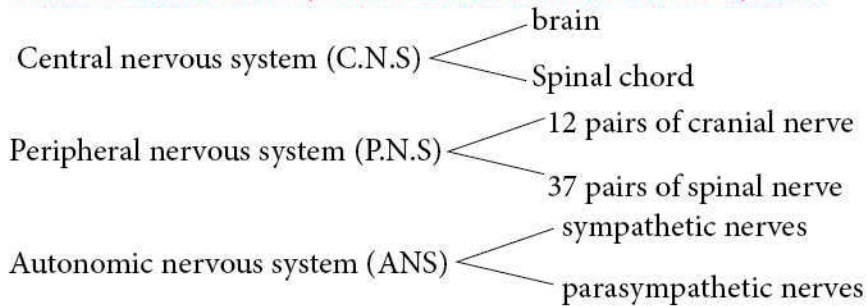 brain
Central nervous system (C.N.S)
Spinal chord
12 pairs of cranial nerve
Peripheral nervous system (P.N.S)
37 pairs of spinal nerve
sympathetic nerves
Autonomic nervous system (ANS)
parasympathetic nerves